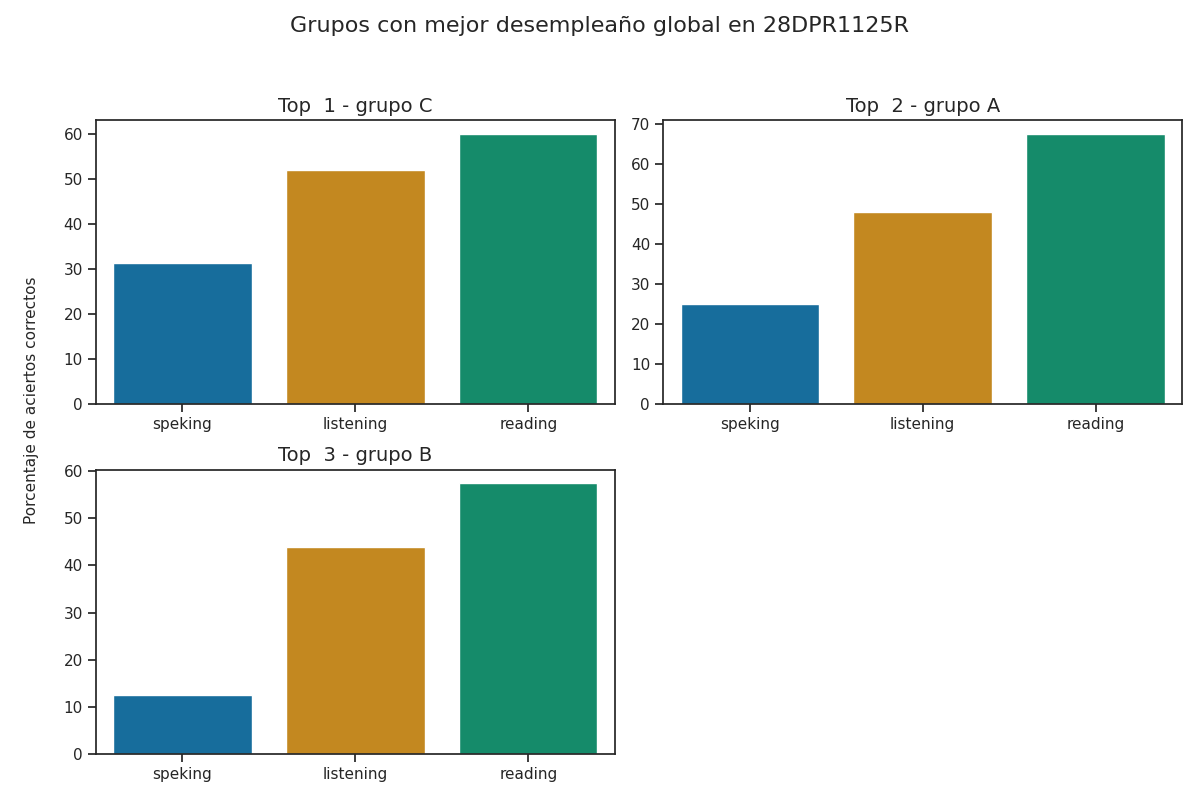 Grupos con mejor desempleaño global en 28DPR1125R
Porcentaje de aciertos correctos
Top  1 - grupo C
60
50
40
30
20
10
0
speking listening reading
Top  2 - grupo A
70
60
50
40
30
20
10
0
speking listening reading
Top  3 - grupo B
60
50
40
30
20
10
0
speking listening reading